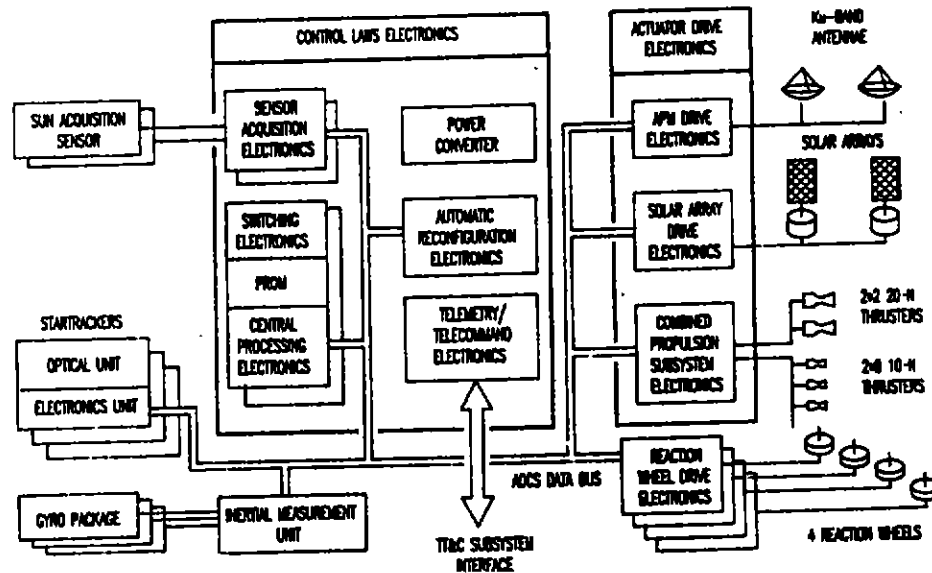 CONTROL LAWS ELECTRONICS
ACTUATOR DRIVE
ELECTRONICS
Ku-BAND
ANTENNAE
SUN ACQUISITION
SENSOR
SENSOR
ACQUISITION
ELECTRONICS
POWER
CONVERTER
APM DRIVE
ELECTRONICS
SOLAR ARRAYS
SWITCHING
ELECTRONICS
PROM
CENTRAL
PROCESSING
ELECTRONICS
AUTOMATIC
RECONFIGURATION
ELECTRONICS
SOLAR ARRAY
DRIVE
ELECTRONICS
TELEMETRY/
TELECOMMAND
ELECTRONICS
COMBINED
PROPULSION
SUBSYSTEM
ELECTRONICS
2x2 20-N
THRUSTERS
2x8 10-N
THRUSTERS
STARTRACKERS
OPTICAL UNIT
ELECTRONICS UNIT
AOCS DATA BUS
REACTION
WHEEL DRIVE
ELECTRONICS
GYRO PACKAGE
INERTIAL MEASUREMENT
UNIT
TT&C SUBSYSTEM
INTERFACE
4 REACTION WHEELS